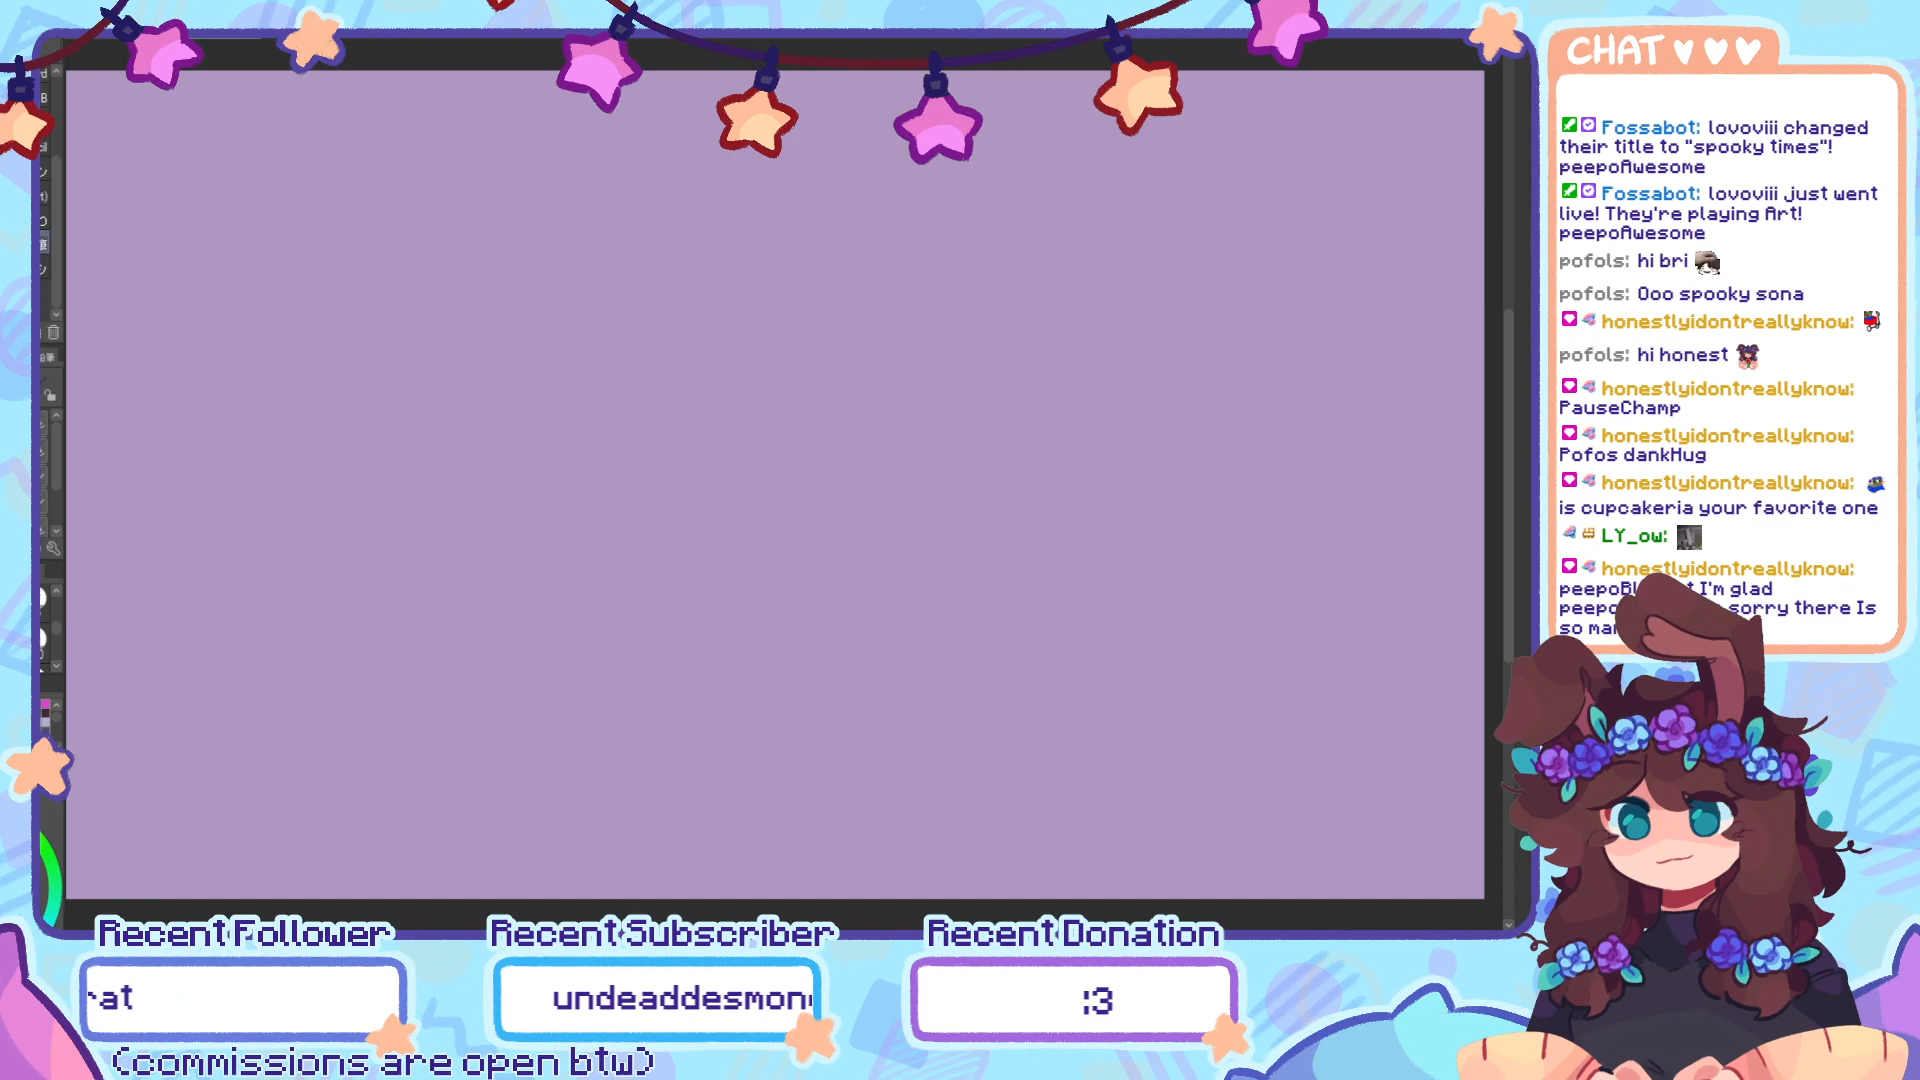 CHAT
Fossabot: lovoviii changed
their title to "spooky times"!
peepoAwesome
Fossabot: lovoviii just went
live! They're playing Art!
peepoAwesome
pofols: hi bri
pofols: Ooo spooky sona
honestlyidontreallyknow:
pofols: hi honest
honestlyidontreallyknow:
PauseChamp
honestlyidontreallyknow:
Pofos dankHug
honestlyidontreallyknow:
is cupcakeria your favorite one
LY_ow:
honestlyidontreallyknow:
I'm glad
sorry there Is
so
Recent Follower
Recent Subscriber
Recent Donation
:3
(commissions are open btw)